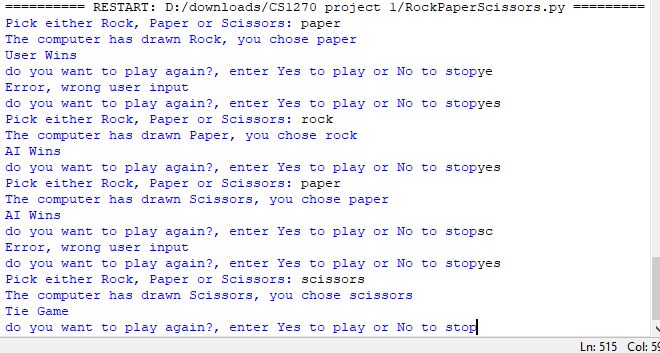 ========== RESTART: D:/downloads/CS1270 project 1/RockPaperScissors.py =========
Pick either Rock, Paper or Scissors: paper
The computer has drawn Rock, you chose paper
User Wins
do you want to play again?, enter Yes to play or No to stopye
Error, wrong user input
do you want to play again?, enter Yes to play or No to stopyes
Pick either Rock, Paper or Scissors: rock
The computer has drawn Paper, you chose rock
AI Wins
do you want to play again?, enter Yes to play or No to stopyes
Pick either Rock, Paper or Scissors: paper
The computer has drawn Scissors, you chose paper
AI Wins
do you want to play again?, enter Yes to play or No to stopsc
Error, wrong user input
do you want to play again?, enter Yes to play or No to stopyes
Pick either Rock, Paper or Scissors: scissors
The computer has drawn Scissors, you chose scissors
Tie Game
do you want to play again?, enter Yes to play or No to stop
Ln: 515 Col: 59